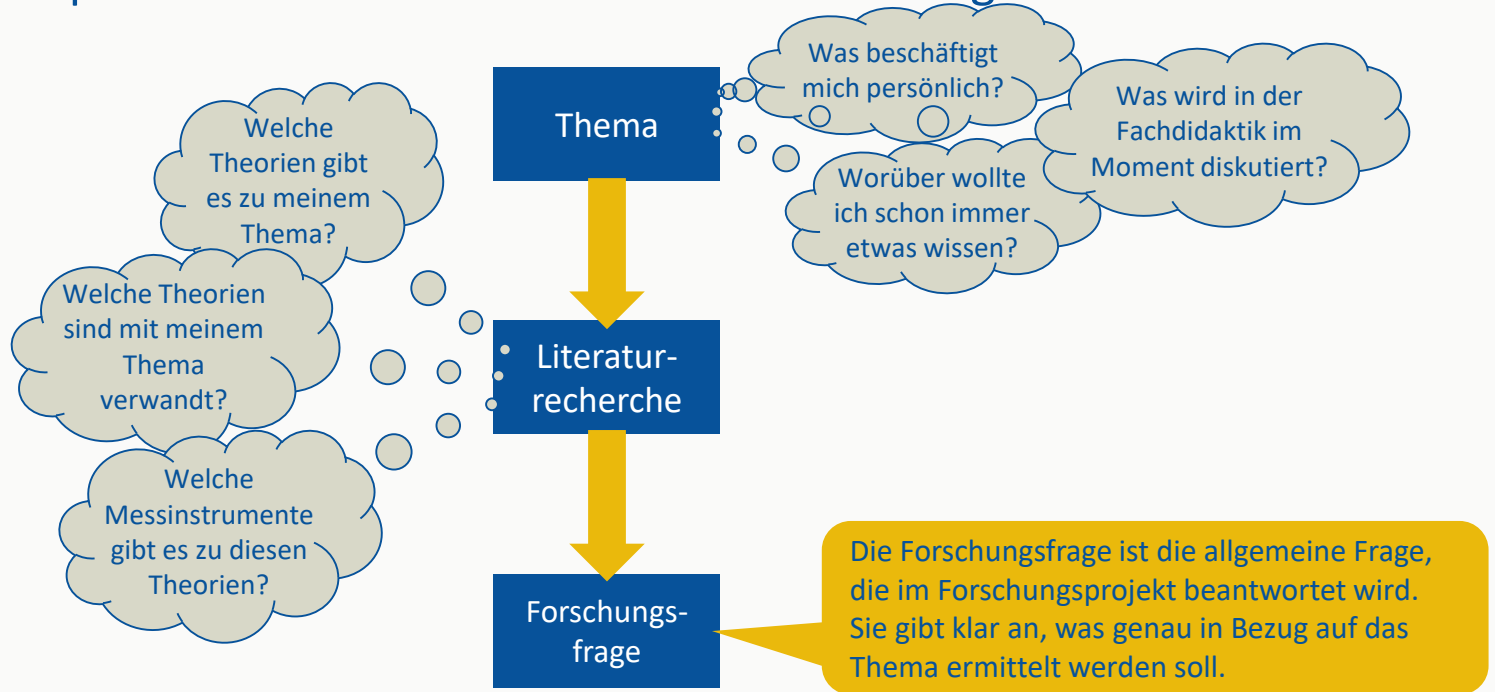 Thema
Was beschäftigt
mich persönlich?
Was wird in der
Fachdidaktik im
Moment diskutiert?
Worüber wollte
ich schon immer
etwas wissen?
Welche
Theorien gibt
es zu meinem
Thema?
Welche Theorien
sind mit meinem
Thema
verwandt?
Welche
Messinstrumente
gibt es zu diesen
Theorien?
Literatur-
recherche
Forschungs-
frage
Die Forschungsfrage ist die allgemeine Frage,
die im Forschungsprojekt beantwortet wird.
Sie gibt klar an, was genau in Bezug auf das
Thema ermittelt werden soll.